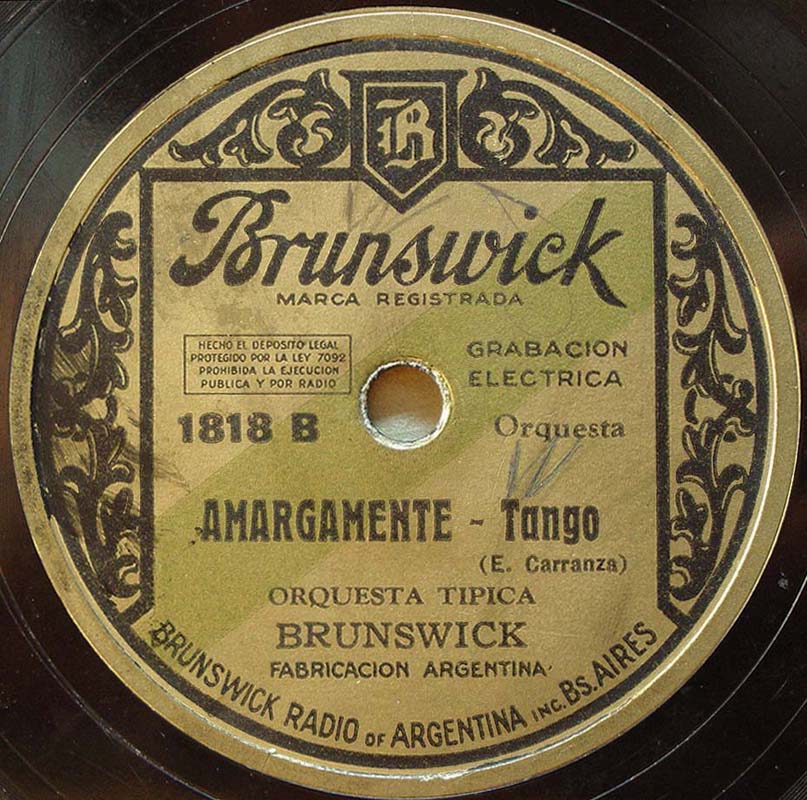 B
Brunswick
MARCA REGISTRADA
HECHO EL DEPOSITO LEGAL
PROTEGIDO POR LA LEY 7092
PROHIBIDA LA EJECUCION
PUBLICA Y POR RADIO
GRABACION
ELECTRICA
1818 B
Orquesta
AMARGAMENTE - Tango
(E. Carranza)
ORQUESTA TIPICA
BRUNSWICK
FABRICACION ARGENTINA
BRUNSWICK RADIO OF ARGENTINA INC. Bs. AIRES